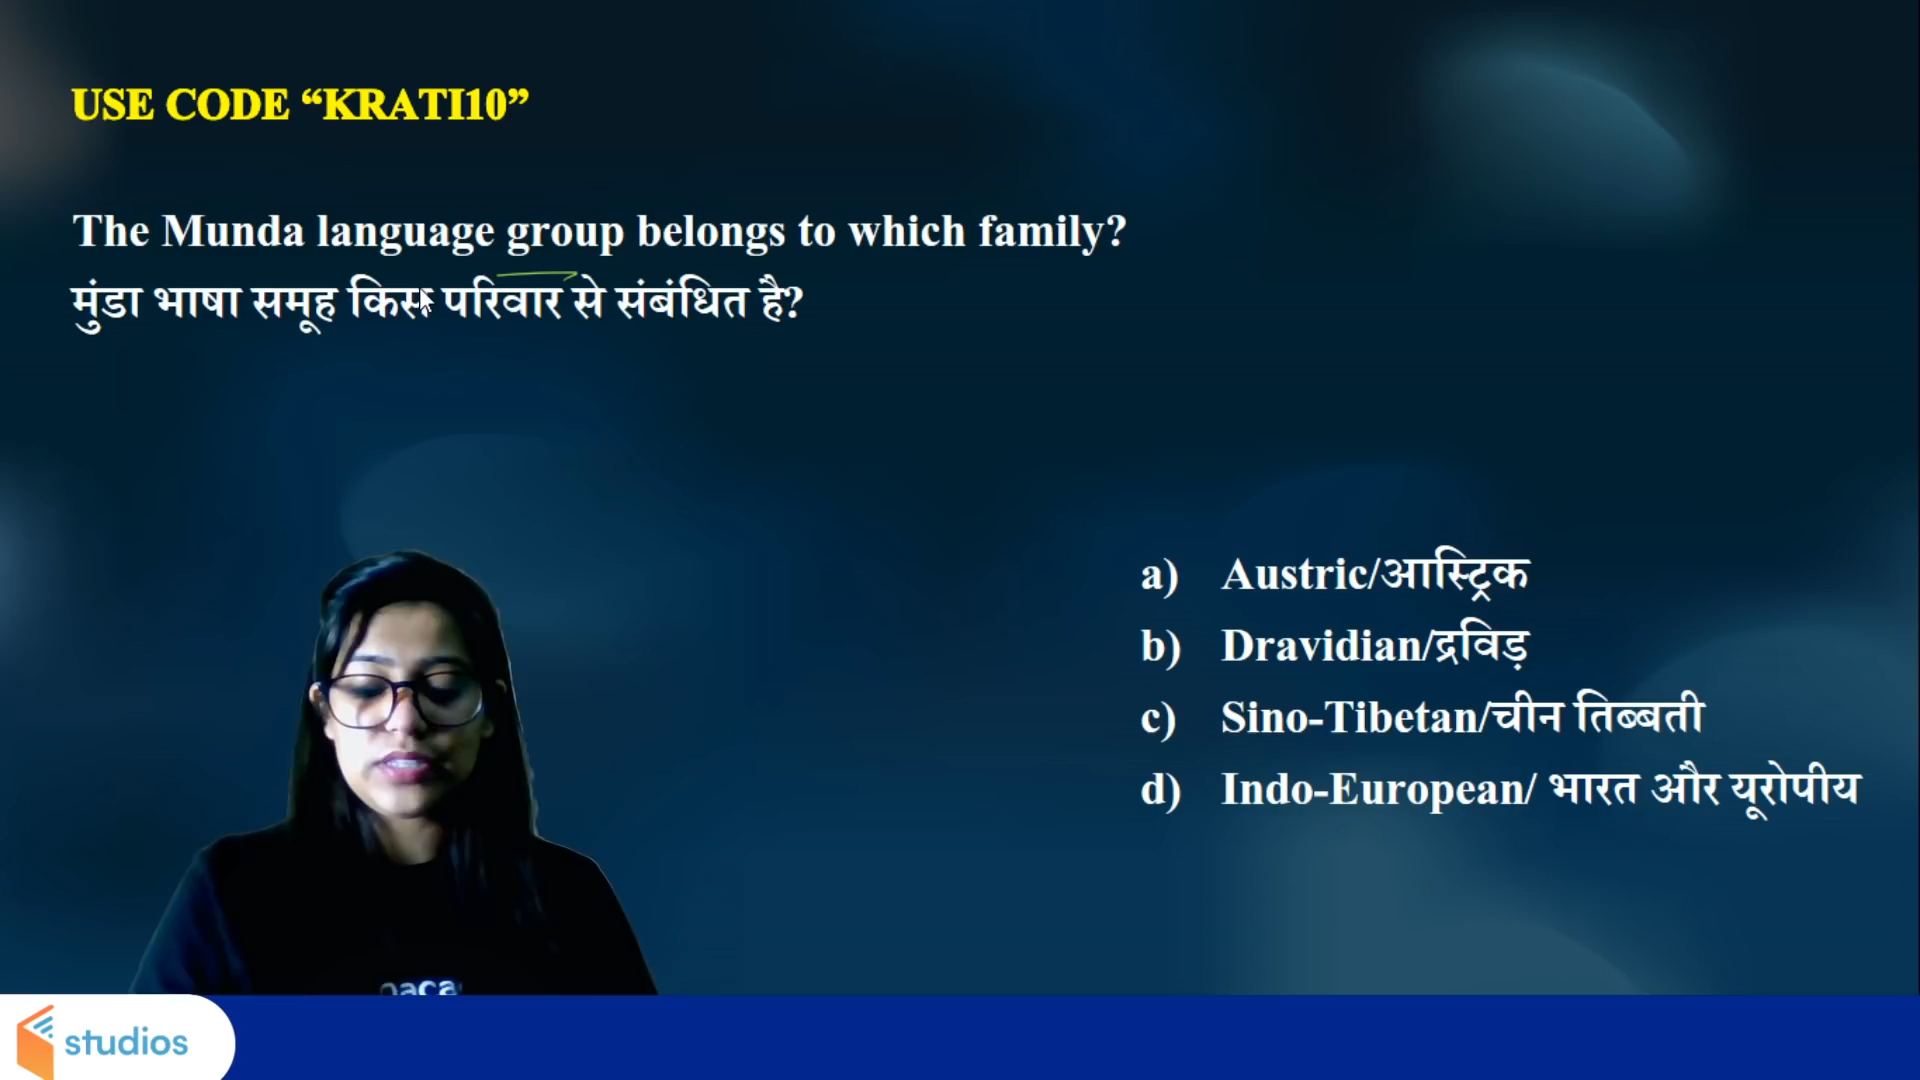 USE CODE “KRATI10”
The Munda language group belongs to which family?
मुंडा भाषा समूह किस परिवार से संबंधित है?
a) Austric/आस्ट्रिक
b) Dravidian/द्रविड़
c) Sino-Tibetan/चीन तिब्बती
d) Indo-European/ भारत और यूरोपीय
studios